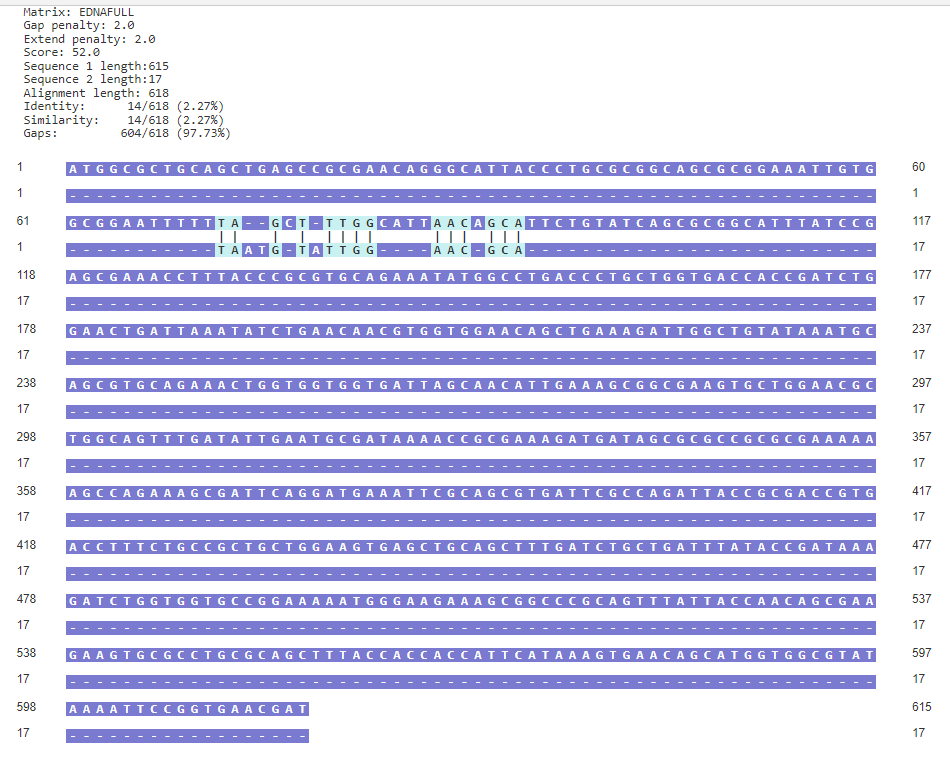 Matrix: EDNAFULL
Gap penalty: 2.0
Extend penalty: 2.0
Score: 52.0
Sequence 1 length:615
Sequence 2 length:17
Alignment length: 618
Identity: 14/618 (2.27%)
Similarity: 14/618 (2.27%)
Gaps: 604/618 (97.73%)
1 ATGGCGCTGCAGCTGAGCCGCGAACAGGGCATTACCCTGCGCGGCAGCGCGGAAATTGTG 60
1 ------------------------------------------------------------ 1
61 GCGGAATTTTTTA--GCT-TTGGCATTAACAGCATTCTGTATCAGCGCGGCATTTATCCG 117
|| | | |||| ||| |||
1 -----------TAATG-TATTGG----AAC-GCA-------------------------- 17
118 AGCGAAACCTTTACCCGCGTGCAGAAATATGGCCTGACCCTGCTGGTGACCACCGATCTG 177
17 ------------------------------------------------------------ 17
178 GAACTGATTAAATATCTGAACAACGTGGTGGAACAGCTGAAAGATTGGCTGTATAAATGC 237
17 ------------------------------------------------------------ 17
238 AGCGTGCAGAAACTGGTGGTGGTGATTAGCAACATTGAAAGCGGCGAAGTGCTGGAACGC 297
17 ------------------------------------------------------------ 17
298 TGGCAGTTTGATATTGAATGCGATAAAACCGCGAAAGATGATAGCGCGCCGCGCGAAAAA 357
17 ------------------------------------------------------------ 17
358 AGCCAGAAAGCGATTCAGGATGAAATTCGCAGCGTGATTCGCCAGATTACCGCGACCGTG 417
17 ------------------------------------------------------------ 17
418 ACCTTTCTGCCGCTGCTGGAAGTGAGCTGCAGCTTTGATCTGCTGATTTATACCGATAAA 477
17 ------------------------------------------------------------ 17
478 GATCTGGTGGTGCCGGAAAAATGGGAAGAAAGCGGCCCGCAGTTTATTACCAACAGCGAA 537
17 ------------------------------------------------------------ 17
538 GAAGTGCGCCTGCGCAGCTTTACCACCACCATTCATAAAGTGAACAGCATGGTGGCGTAT 597
17 ------------------------------------------------------------ 17
598 AAAATTCCGGTGAACGAT 615
17 ------------------ 17